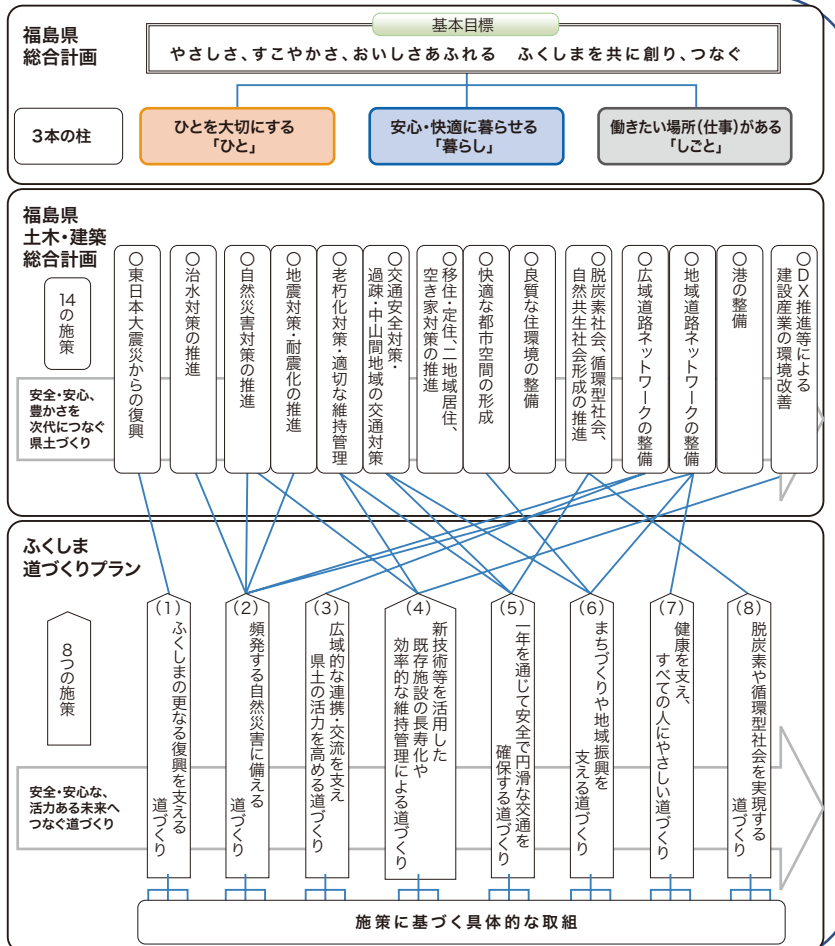 福島県
総合計画
基本目標
やさしさ、すこやかさ、おいしさあふれる ふくしまを共に創り、つなぐ
3本の柱
ひとを大切にする
「ひと」
安心・快適に暮らせる
「暮らし」
働きたい場所(仕事)がある
「しごと」
福島県
土木・建築
総合計画
14の施策
安全・安心、
豊かさを
次代につなぐ
県土づくり
○東日本大震災からの復興
○治水対策の推進
○自然災害対策の推進
○地震対策・耐震化の推進
○老朽化対策・適切な維持管理
○交通安全対策・
過疎・中山間地域の交通対策
○移住・定住、二地域居住、
空き家対策の推進
○快適な都市空間の形成
○良質な住環境の整備
○脱炭素社会、循環型社会、
自然共生社会形成の推進
○広域道路ネットワークの整備
○地域道路ネットワークの整備
○港の整備
○DX推進等による
建設産業の環境改善
ふくしま
道づくりプラン
8つの施策
安全・安心な、
活力ある未来へ
つなぐ道づくり
(1)
ふくしまの更なる復興を支える
道づくり
(2)
頻発する自然災害に備える
道づくり
(3)
広域的な連携・交流を支え
県土の活力を高める道づくり
(4)
新技術等を活用した
既存施設の長寿化や
効率的な維持管理による道づくり
(5)
一年を通じて安全で円滑な交通を
確保する道づくり
(6)
まちづくりや地域振興を
支える道づくり
(7)
健康を支え、
すべての人にやさしい道づくり
(8)
脱炭素や循環型社会を実現する
道づくり
施策に基づく具体的な取組